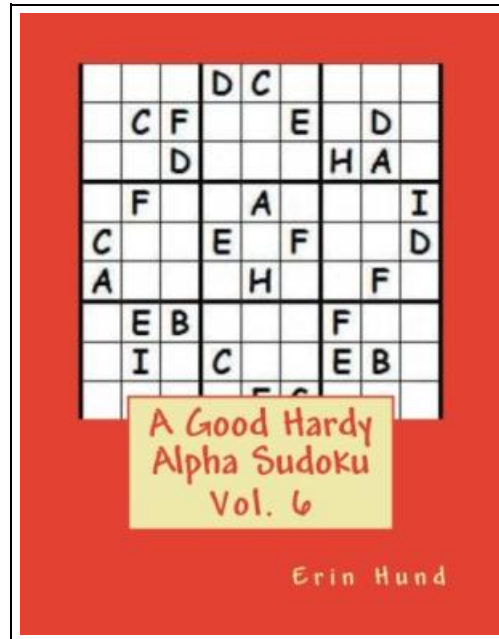 D C
C F E D
D H A
F A I
C E F D
A H F
E B F
I C E B
A Good Hardy
Alpha Sudoku
Vol. 6
Erin Hund